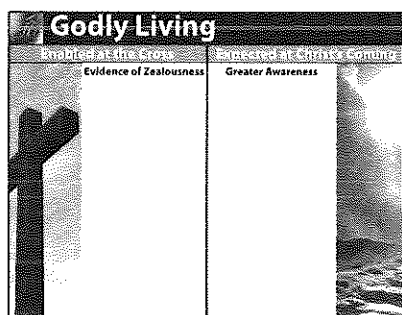 Godly Living
Enabled at the Cross
Expected at Christ's Coming
Evidence of Zealousness
Greater Awareness